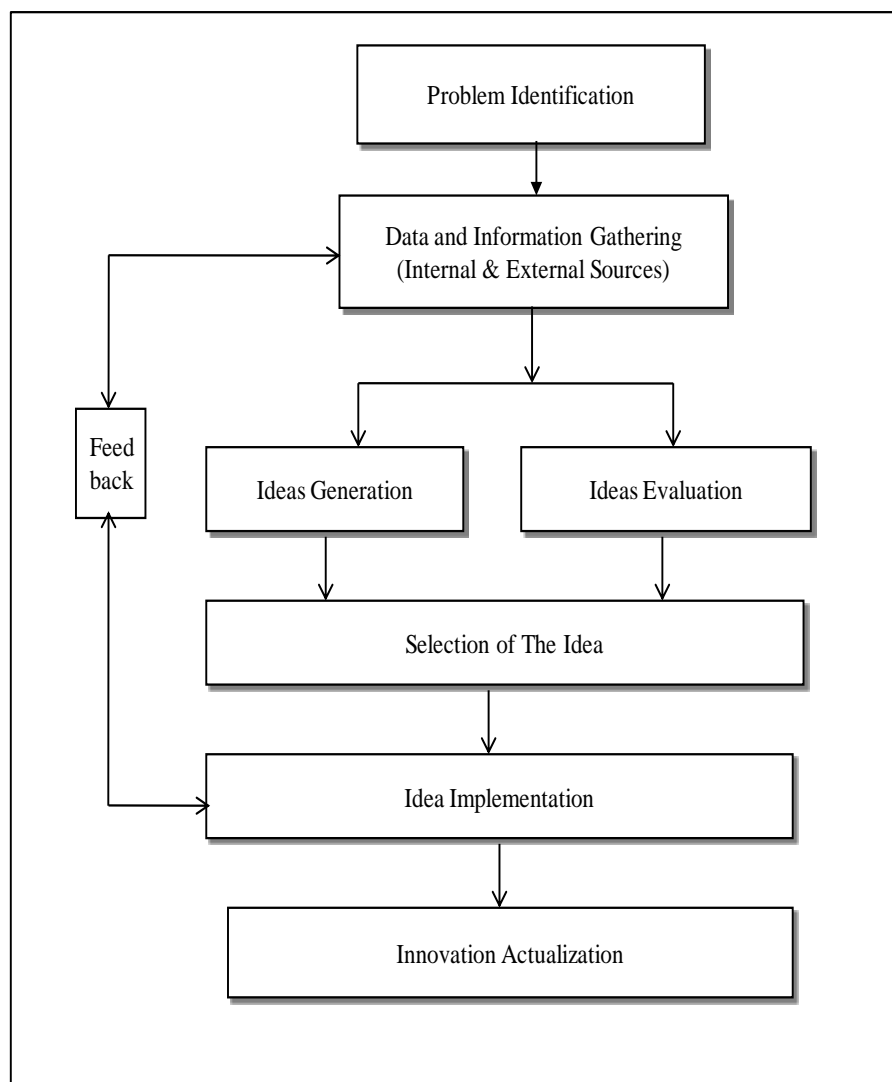 Problem Identification
Data and Information Gathering
(Internal & External Sources)
Feed
back
Ideas Generation
Ideas Evaluation
Selection of The Idea
Idea Implementation
Innovation Actualization